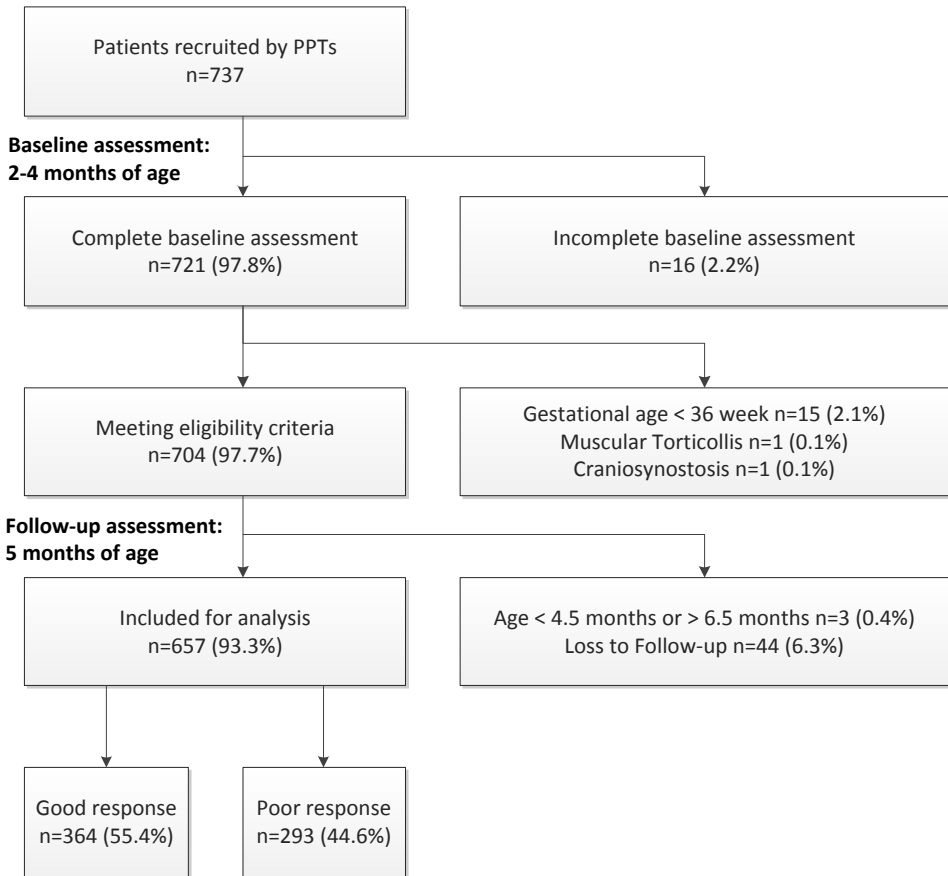 Patients recruited by PPTs
n=737
Baseline assessment:
2-4 months of age
Complete baseline assessment
n=721 (97.8%)
Incomplete baseline assessment
n=16 (2.2%)
Meeting eligibility criteria
n=704 (97.7%)
Gestational age < 36 week n=15 (2.1%)
Muscular Torticollis n=1 (0.1%)
Craniosynostosis n=1 (0.1%)
Follow-up assessment:
5 months of age
Included for analysis
n=657 (93.3%)
Age < 4.5 months or > 6.5 months n=3 (0.4%)
Loss to Follow-up n=44 (6.3%)
Good response
n=364 (55.4%)
Poor response
n=293 (44.6%)